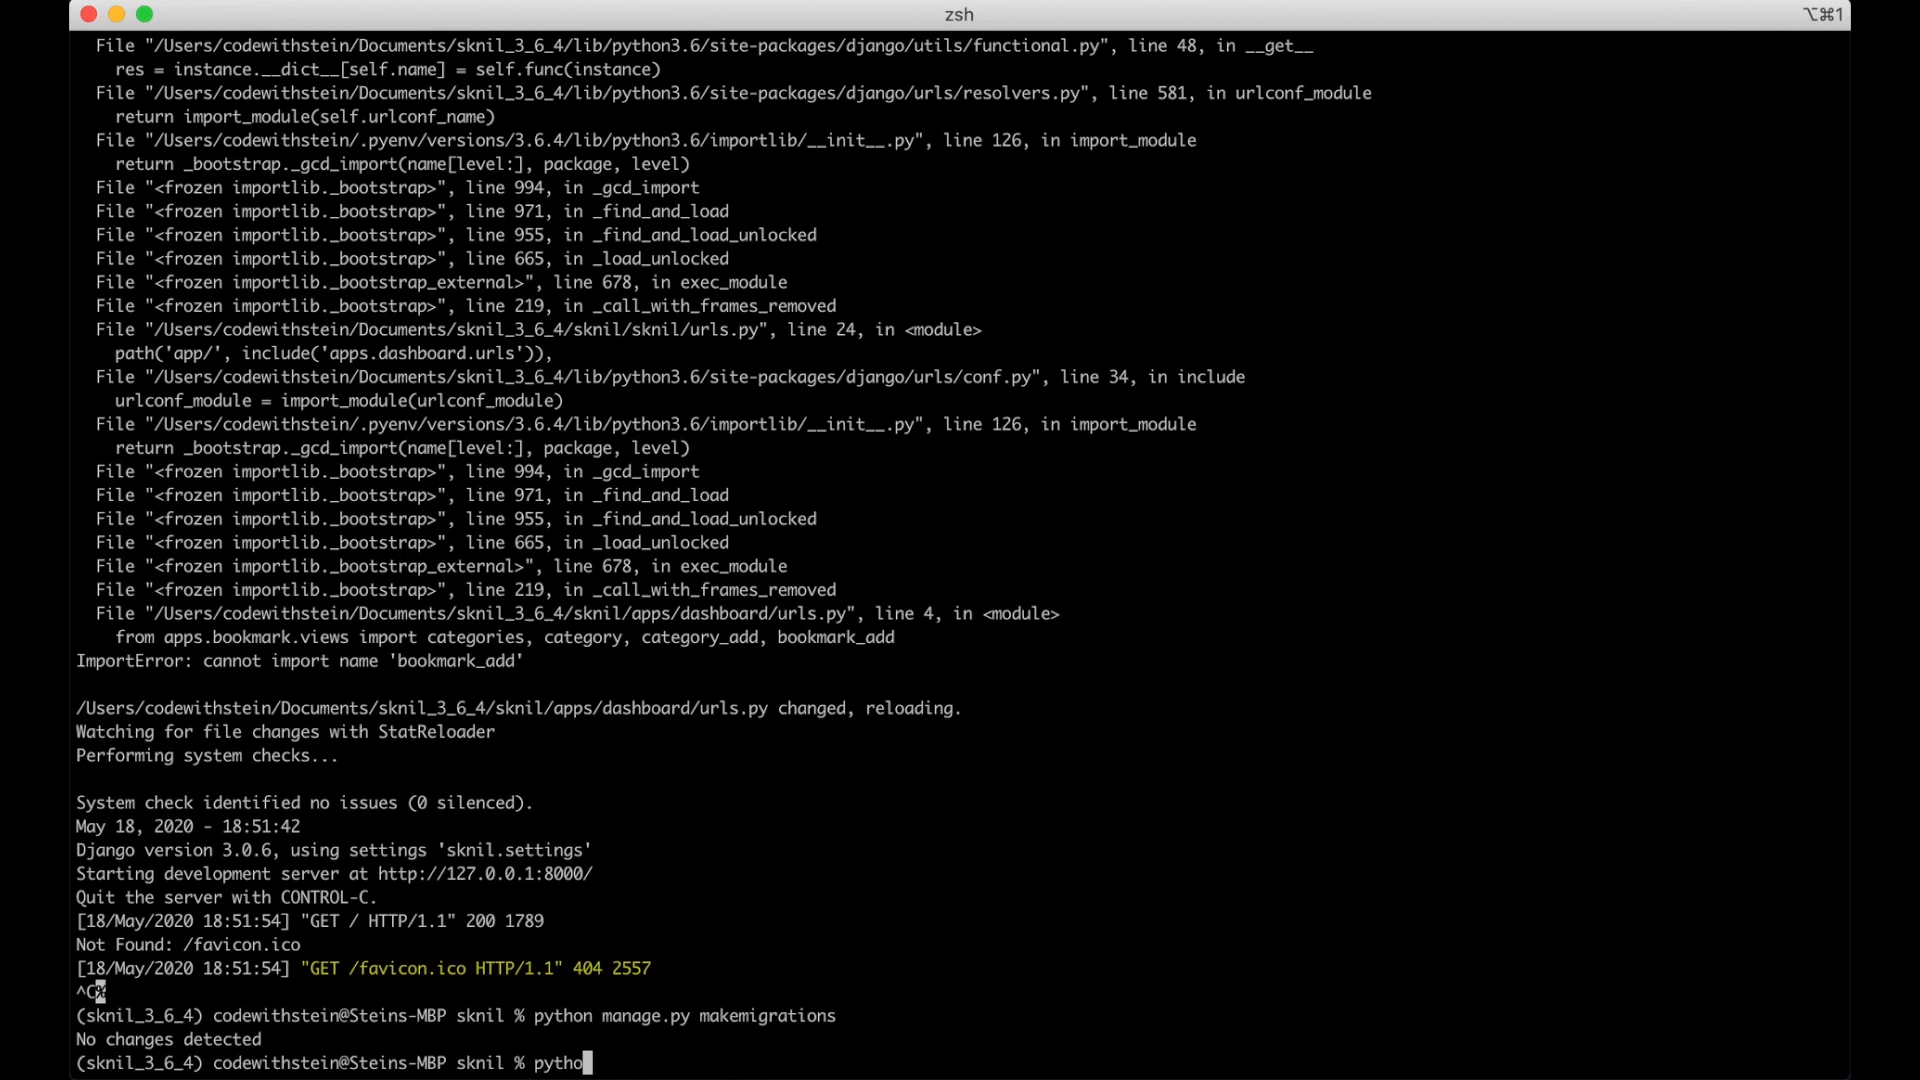 zsh
⌥⌘1
File "/Users/codewithstein/Documents/sknil_3_6_4/lib/python3.6/site-packages/django/utils/functional.py", line 48, in __get__
res = instance.__dict__[self.name] = self.func(instance)
File "/Users/codewithstein/Documents/sknil_3_6_4/lib/python3.6/site-packages/django/urls/resolvers.py", line 581, in urlconf_module
return import_module(self.urlconf_name)
File "/Users/codewithstein/.pyenv/versions/3.6.4/lib/python3.6/importlib/__init__.py", line 126, in import_module
return _bootstrap._gcd_import(name[level:], package, level)
File "<frozen importlib._bootstrap>", line 994, in _gcd_import
File "<frozen importlib._bootstrap>", line 971, in _find_and_load
File "<frozen importlib._bootstrap>", line 955, in _find_and_load_unlocked
File "<frozen importlib._bootstrap>", line 665, in _load_unlocked
File "<frozen importlib._bootstrap_external>", line 678, in exec_module
File "<frozen importlib._bootstrap>", line 219, in _call_with_frames_removed
File "/Users/codewithstein/Documents/sknil_3_6_4/sknil/sknil/urls.py", line 24, in <module>
path('app/', include('apps.dashboard.urls')),
File "/Users/codewithstein/Documents/sknil_3_6_4/lib/python3.6/site-packages/django/urls/conf.py", line 34, in include
urlconf_module = import_module(urlconf_module)
File "/Users/codewithstein/.pyenv/versions/3.6.4/lib/python3.6/importlib/__init__.py", line 126, in import_module
return _bootstrap._gcd_import(name[level:], package, level)
File "<frozen importlib._bootstrap>", line 994, in _gcd_import
File "<frozen importlib._bootstrap>", line 971, in _find_and_load
File "<frozen importlib._bootstrap>", line 955, in _find_and_load_unlocked
File "<frozen importlib._bootstrap>", line 665, in _load_unlocked
File "<frozen importlib._bootstrap_external>", line 678, in exec_module
File "<frozen importlib._bootstrap>", line 219, in _call_with_frames_removed
File "/Users/codewithstein/Documents/sknil_3_6_4/sknil/apps/dashboard/urls.py", line 4, in <module>
from apps.bookmark.views import categories, category, category_add, bookmark_add
ImportError: cannot import name 'bookmark_add'
/Users/codewithstein/Documents/sknil_3_6_4/sknil/apps/dashboard/urls.py changed, reloading.
Watching for file changes with StatReloader
Performing system checks...
System check identified no issues (0 silenced).
May 18, 2020 - 18:51:42
Django version 3.0.6, using settings 'sknil.settings'
Starting development server at http://127.0.0.1:8000/
Quit the server with CONTROL-C.
[18/May/2020 18:51:54] "GET / HTTP/1.1" 200 1789
Not Found: /favicon.ico
[18/May/2020 18:51:54] "GET /favicon.ico HTTP/1.1" 404 2557
^C%
(sknil_3_6_4) codewithstein@Steins-MBP sknil % python manage.py makemigrations
No changes detected
(sknil_3_6_4) codewithstein@Steins-MBP sknil % pytho